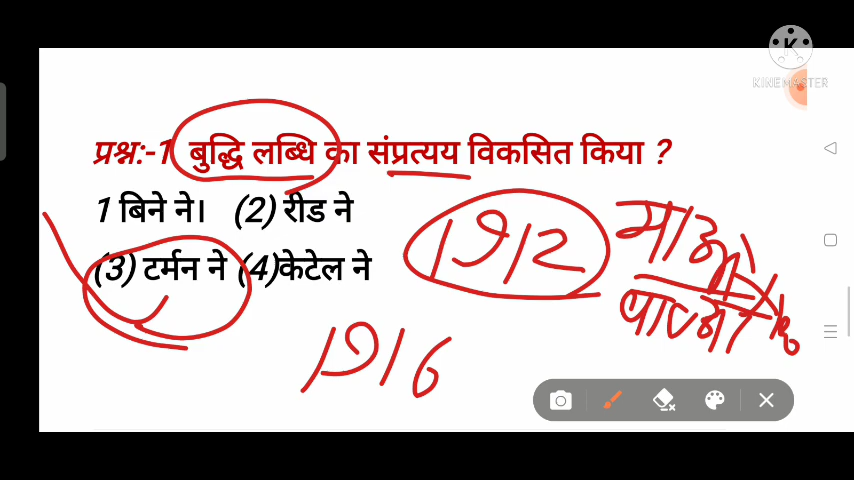 KINEMASTER
प्रश्न:-1 बुद्धि लब्धि का संप्रत्यय विकसित किया ?
1 बिने ने। (2) रीड ने
(3) टर्मन ने (4)केटेल ने
1912
1916